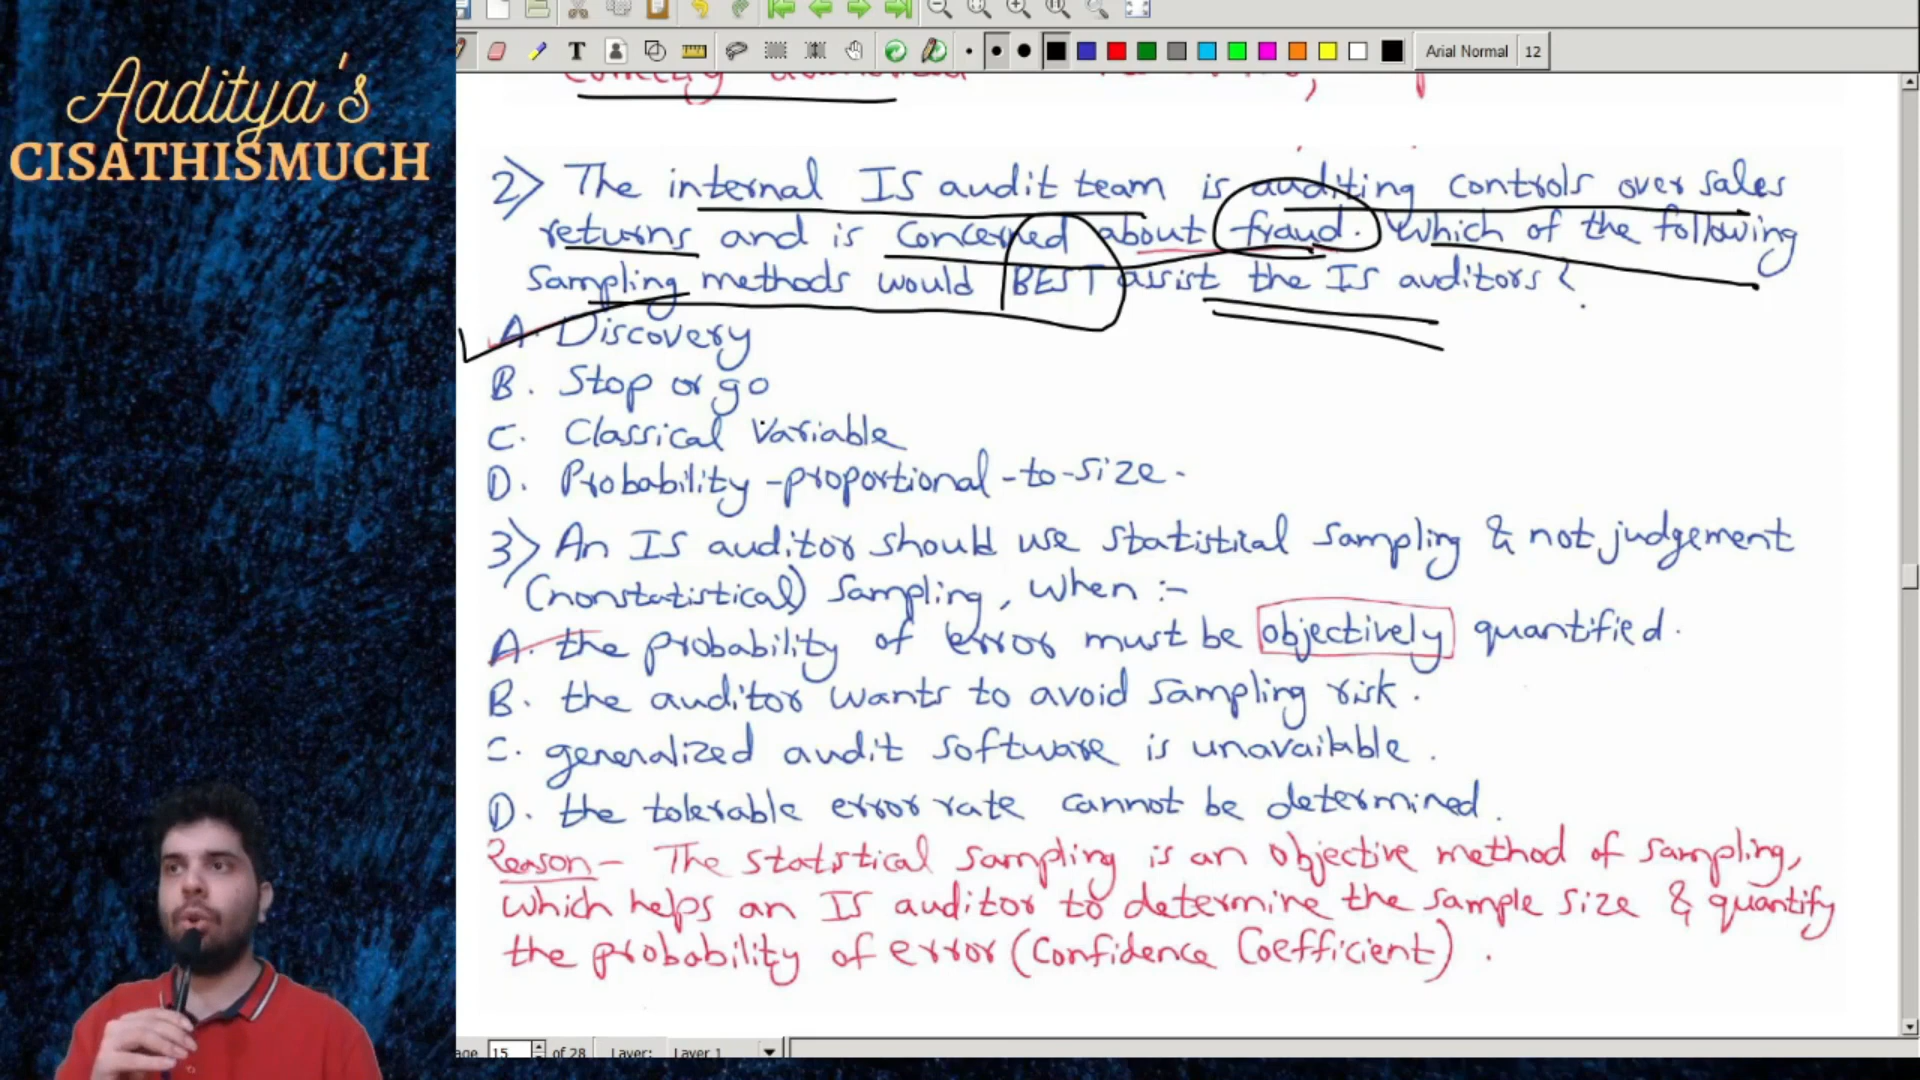 Aaditya's
CISATHISMUCH
Arial Normal 12
2) The internal IS audit team is auditing controls over sales
returns and is concerned about fraud. Which of the following
Sampling methods would BEST assist the IS auditors?
A. Discovery
B. Stop or go
C. Classical Variable
D. Probability-proportional-to-size.
3) An IS auditor should use statistical sampling & not judgement
(nonstatistical) sampling, when :-
A. the probability of error must be objectively quantified.
B. the auditor wants to avoid sampling risk.
C. generalized audit software is unavailable.
D. the tolerable error rate cannot be determined.
Reason- The statistical sampling is an objective method of sampling,
which helps an IS auditor to determine the sample size & quantify
the probability of error (Confidence Coefficient).
15 of 28 Layer: Layer 1